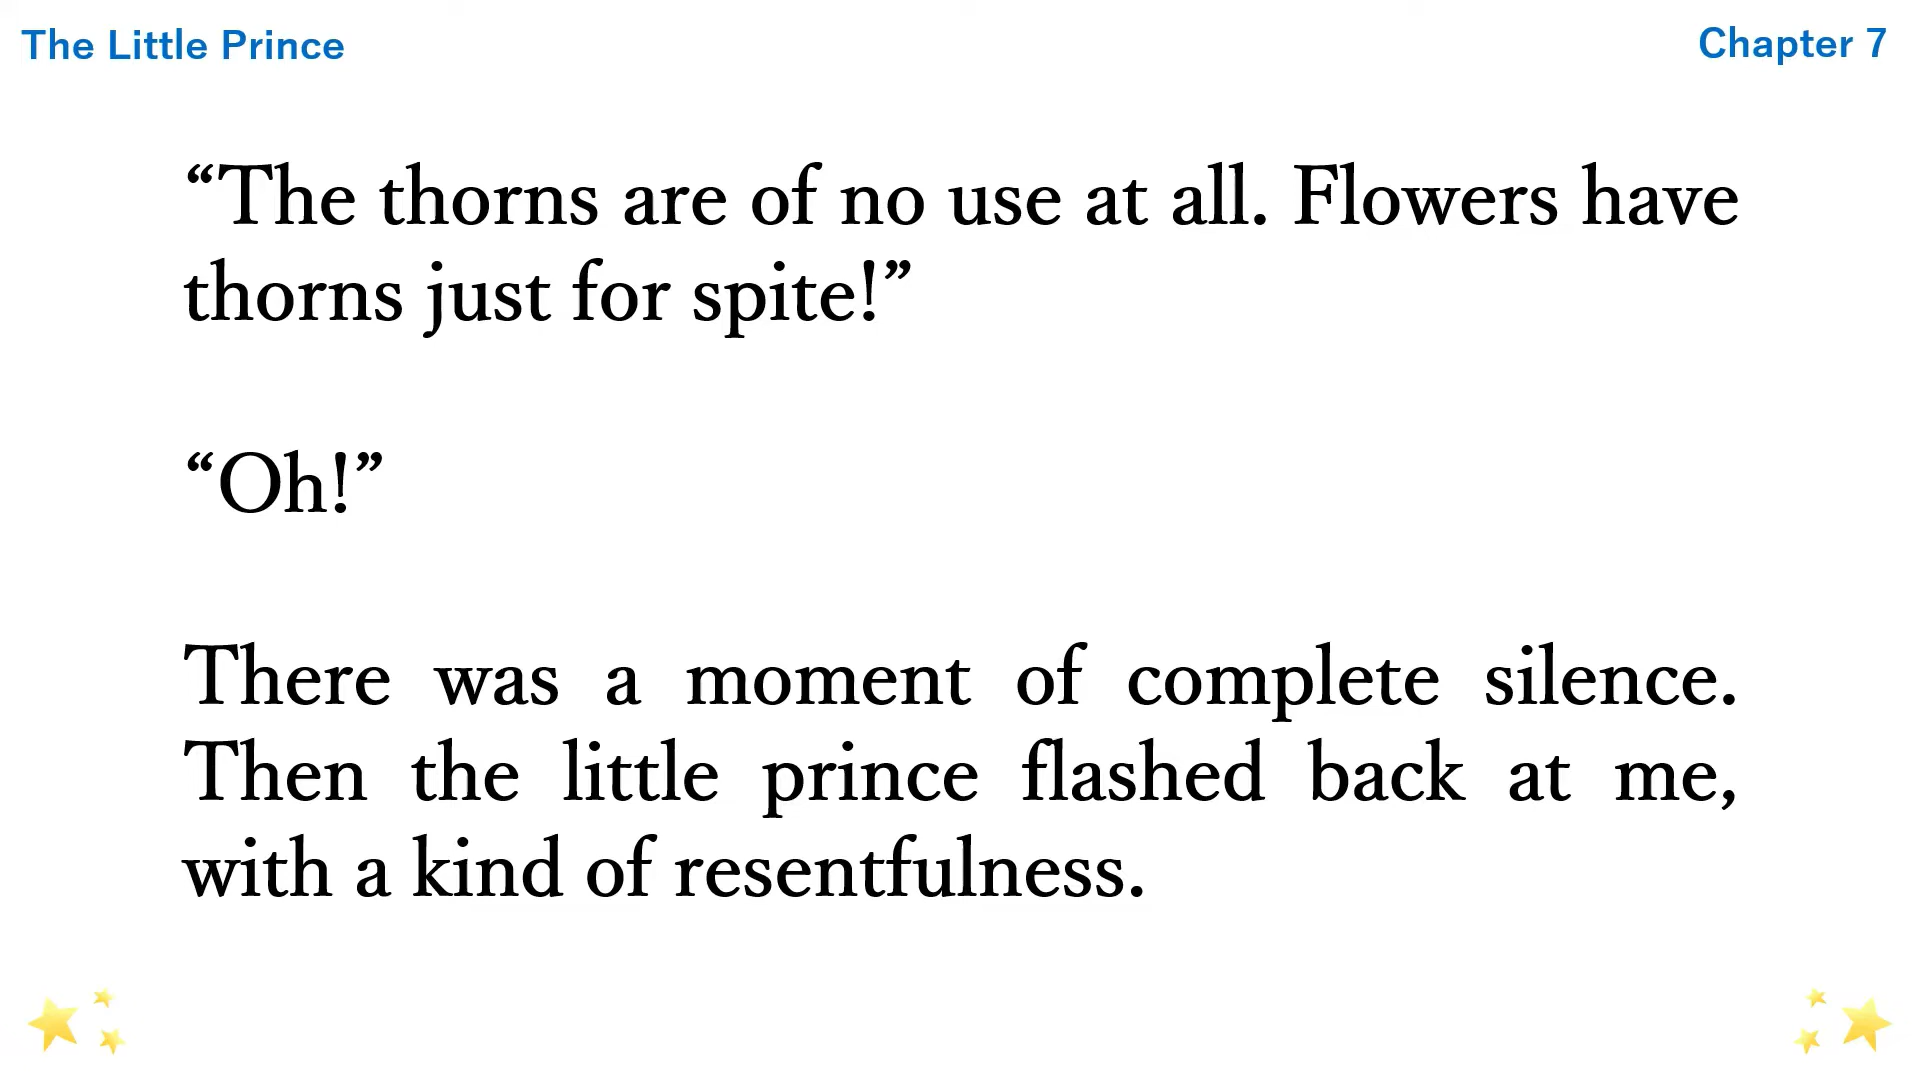 The Little Prince
Chapter 7
“The thorns are of no use at all. Flowers have
thorns just for spite!”
“Oh!”
There was a moment of complete silence.
Then the little prince flashed back at me,
with a kind of resentfulness.